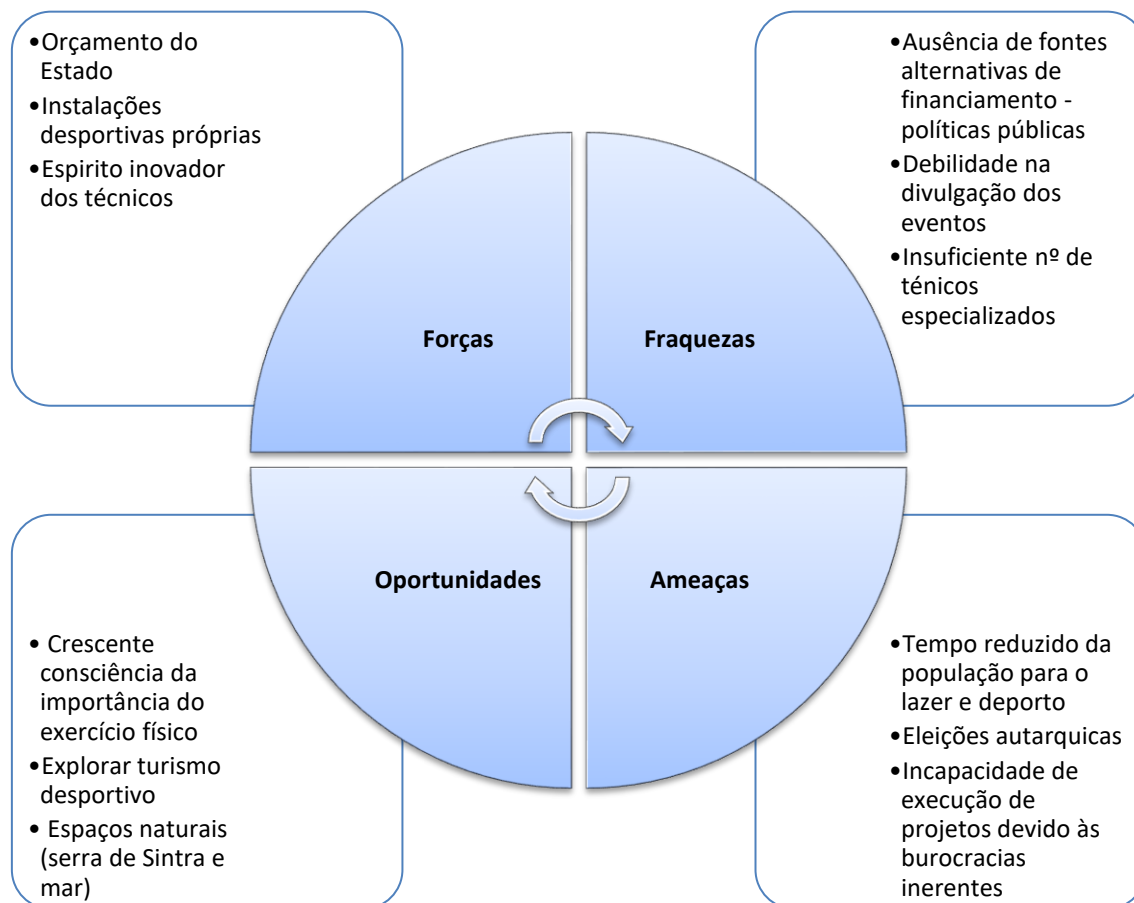 •Orçamento do
Estado
•Instalações
desportivas próprias
•Espirito inovador
dos técnicos
•Ausência de fontes
alternativas de
financiamento -
políticas públicas
•Debilidade na
divulgação dos
eventos
•Insuficiente nº de
ténicos
especializados
Forças
Fraquezas
Oportunidades
Ameaças
• Crescente
consciência da
importância do
exercício físico
•Explorar turismo
desportivo
• Espaços naturais
(serra de Sintra e
mar)
•Tempo reduzido da
população para o
lazer e deporto
•Eleições autarquicas
•Incapacidade de
execução de
projetos devido às
burocracias
inerentes